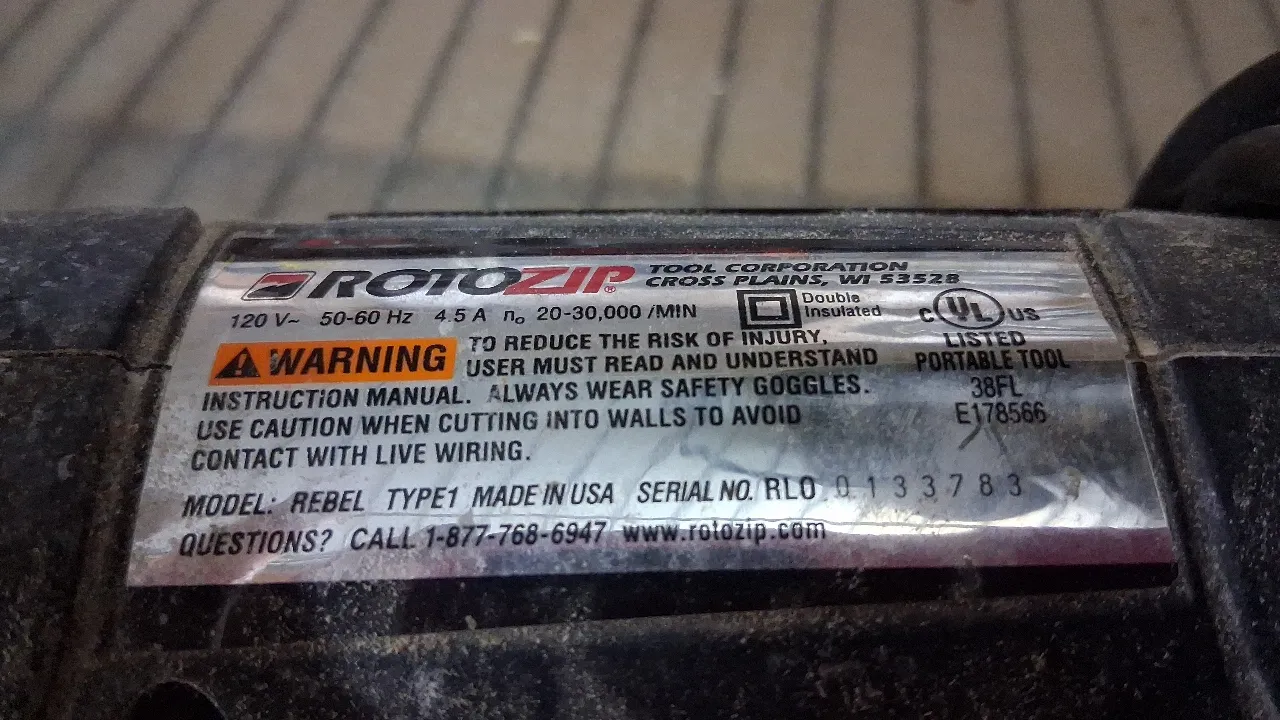 ROTOZIP® TOOL CORPORATION
CROSS PLAINS, WI 53528
120 V~ 50-60 Hz 4.5 A n₀ 20-30,000 /MIN
Double
Insulated
C UL US
LISTED
PORTABLE TOOL
38FL
E178566
WARNING
TO REDUCE THE RISK OF INJURY,
USER MUST READ AND UNDERSTAND
INSTRUCTION MANUAL. ALWAYS WEAR SAFETY GOGGLES.
USE CAUTION WHEN CUTTING INTO WALLS TO AVOID
CONTACT WITH LIVE WIRING.
MODEL: REBEL TYPE1 MADE IN USA SERIAL NO. RLO 0133783
QUESTIONS? CALL 1-877-768-6947 www.rotozip.com